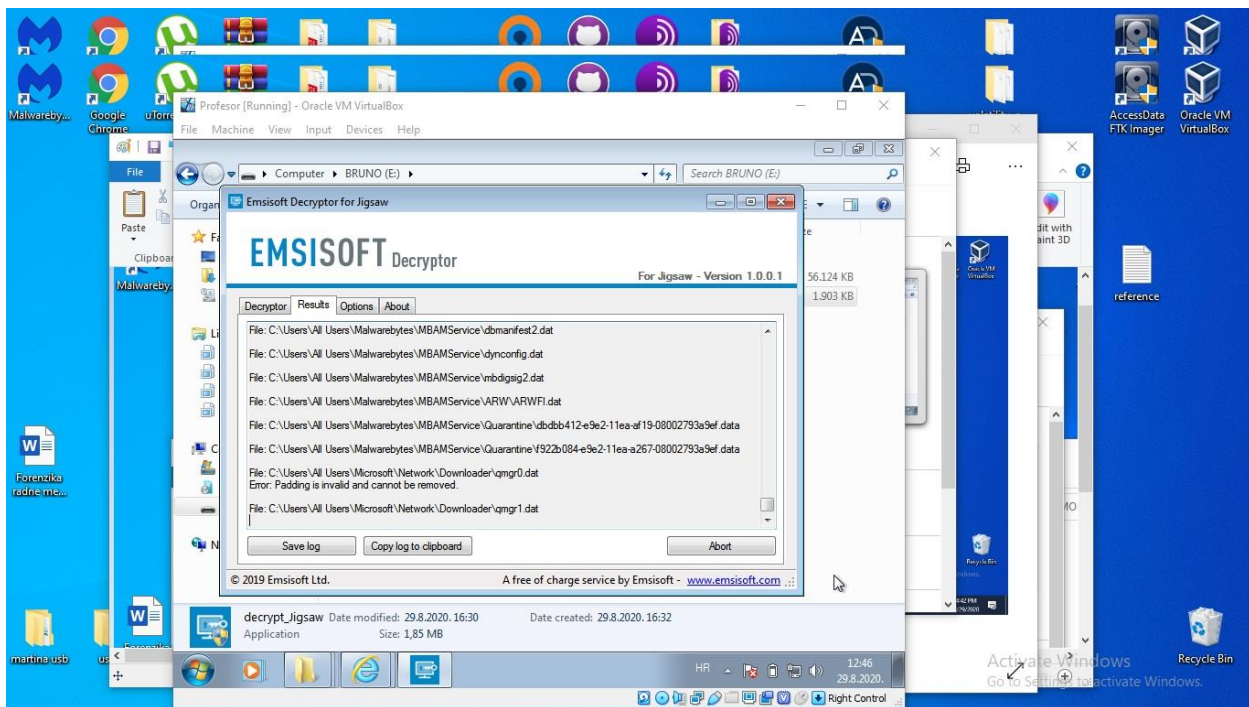 Malwareby...
Google Chrome
uTorre
AccessData FTK Imager
Oracle VM VirtualBox
Profesor [Running] - Oracle VM VirtualBox
File Machine View Input Devices Help
File
Paste
Clipboar
Malwareby.
Computer ▸ BRUNO (E:) ▸
Search BRUNO (E:)
Organ
Emsisoft Decryptor for Jigsaw
EMSISOFT Decryptor
For Jigsaw - Version 1.0.0.1
56.124 KB
1.903 KB
Decryptor Results Options About
File: C:\Users\All Users\Malwarebytes\MBAMService\dbmanifest2.dat
File: C:\Users\All Users\Malwarebytes\MBAMService\dynconfig.dat
File: C:\Users\All Users\Malwarebytes\MBAMService\mbdigsig2.dat
File: C:\Users\All Users\Malwarebytes\MBAMService\ARW\ARWFI.dat
File: C:\Users\All Users\Malwarebytes\MBAMService\Quarantine\dbdbb412-e9e2-11ea-af19-08002793a9ef.data
File: C:\Users\All Users\Malwarebytes\MBAMService\Quarantine\f922b084-e9e2-11ea-a267-08002793a9ef.data
File: C:\Users\All Users\Microsoft\Network\Downloader\qmgr0.dat
Error: Padding is invalid and cannot be removed.
File: C:\Users\All Users\Microsoft\Network\Downloader\qmgr1.dat
Save log
Copy log to clipboard
Abort
© 2019 Emsisoft Ltd.
A free of charge service by Emsisoft - www.emsisoft.com
decrypt_Jigsaw Date modified: 29.8.2020. 16:30 Date created: 29.8.2020. 16:32
Application Size: 1,85 MB
HR
12:46
29.8.2020.
Right Control
dit with
aint 3D
reference
Forenzika
radne me...
martina usb
us
Recycle Bin
Activate Windows
Go to Settings to activate Windows.